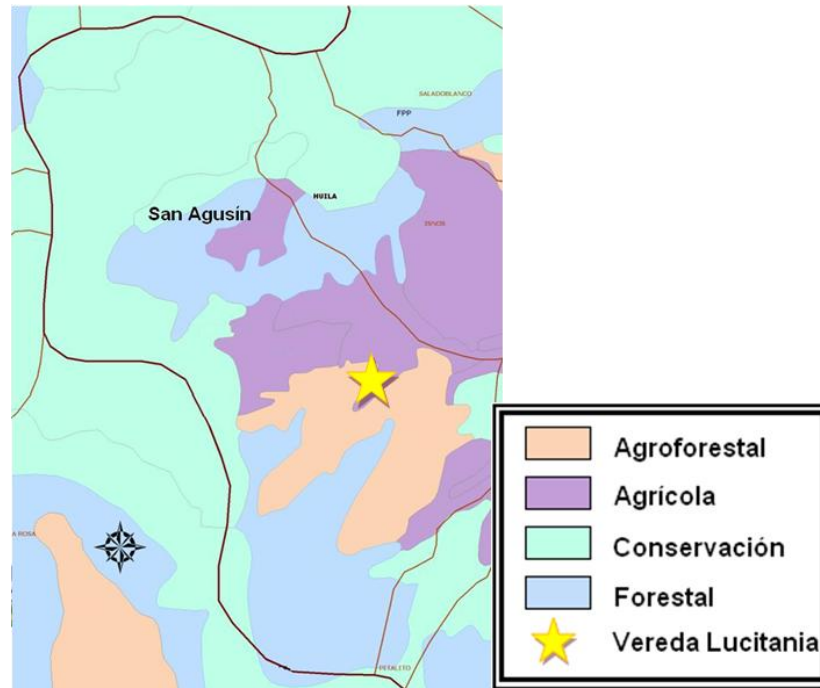 SALADOBLANCO
FPP
HUILA
San Agusín
ISNOS
A ROSA
PETALITO
Agroforestal
Agrícola
Conservación
Forestal
Vereda Lucitania